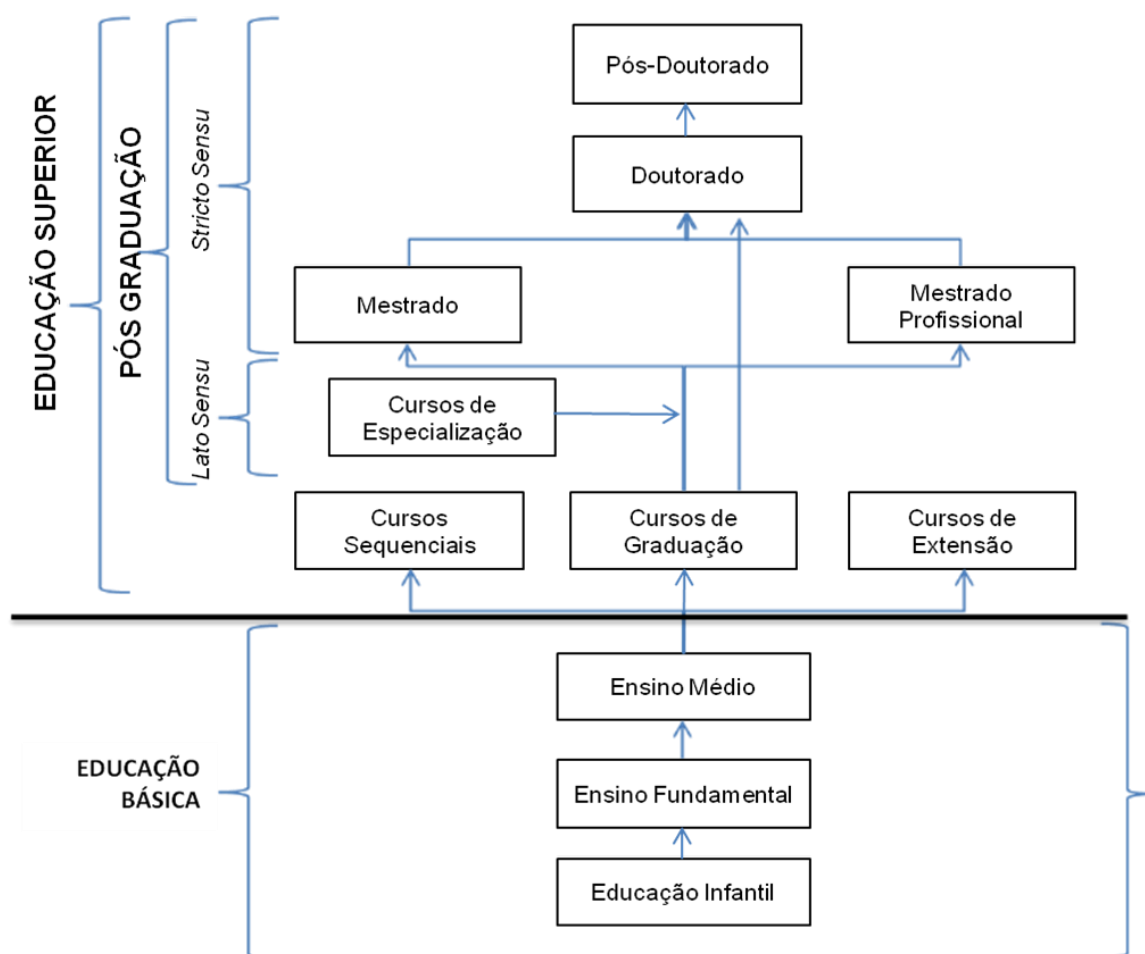 EDUCAÇÃO SUPERIOR
PÓS GRADUAÇÃO
Stricto Sensu
Lato Sensu
Pós-Doutorado
Doutorado
Mestrado
Mestrado
Profissional
Cursos de
Especialização
Cursos
Sequenciais
Cursos de
Graduação
Cursos de
Extensão
EDUCAÇÃO
BÁSICA
Ensino Médio
Ensino Fundamental
Educação Infantil